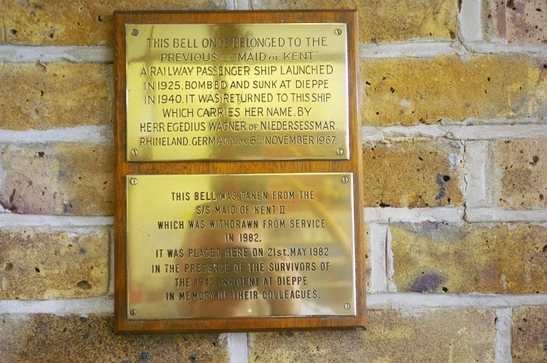 THIS BELL ONCE BELONGED TO THE
PREVIOUS MAID OF KENT
A RAILWAY PASSENGER SHIP LAUNCHED
IN 1925, BOMBED AND SUNK AT DIEPPE
IN 1940. IT WAS RETURNED TO THIS SHIP
WHICH CARRIES HER NAME, BY
HERR EGEDIUS WAGNER OF NIEDERSESSMAR,
RHINELAND, GERMANY ON 6TH NOVEMBER 1967.
THIS BELL WAS TAKEN FROM THE
S/S MAID OF KENT II
WHICH WAS WITHDRAWN FROM SERVICE
IN 1982.
IT WAS PLACED HERE ON 21st. MAY 1982
IN THE PRESENCE OF THE SURVIVORS OF
THE 1940 INCIDENT AT DIEPPE
IN MEMORY OF THEIR COLLEAGUES.